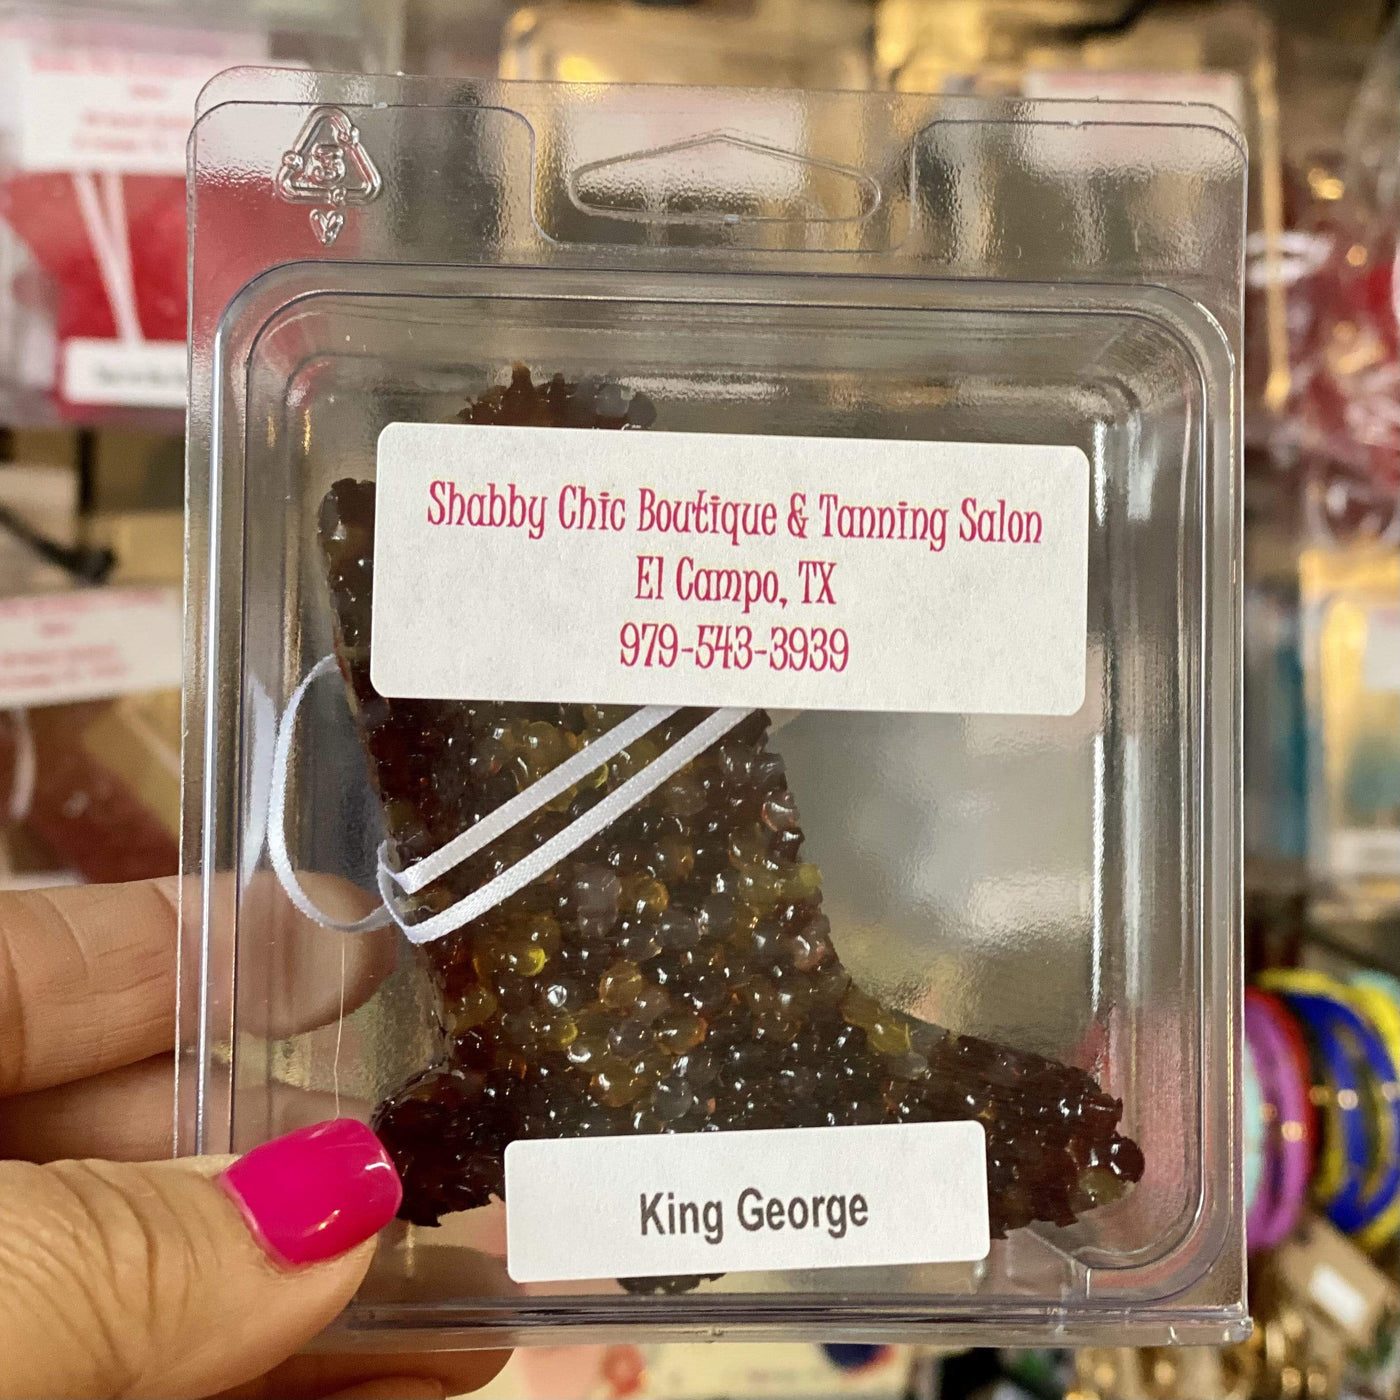 Shabby Chic Boutique & Tanning Salon
El Campo, TX
979-543-3939
King George